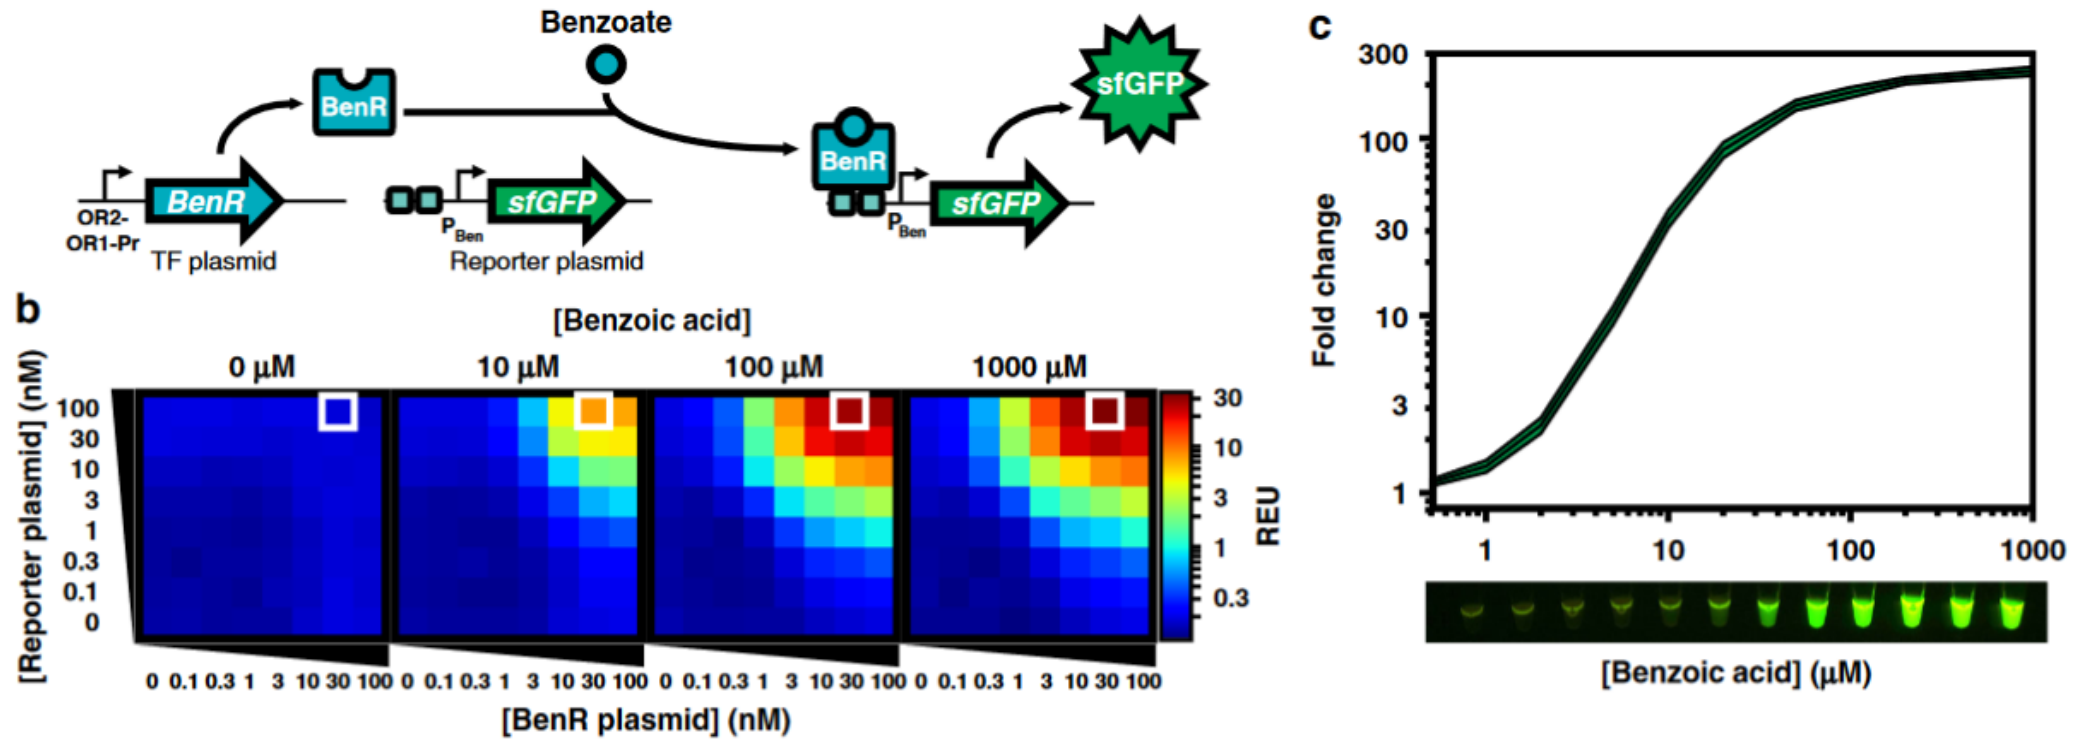 Benzoate
BenR
sfGFP
BenR
OR2-
OR1-Pr
BenR
TF plasmid
PBen
sfGFP
Reporter plasmid
BenR
PBen
sfGFP
b
[Benzoic acid]
0 µM 10 µM 100 µM 1000 µM
[Reporter plasmid] (nM)
100
30
10
3
1
0.3
0.1
0
0 0.1 0.3 1 3 10 30 100 0 0.1 0.3 1 3 10 30 100 0 0.1 0.3 1 3 10 30 100 0 0.1 0.3 1 3 10 30 100
[BenR plasmid] (nM)
30
10
3
1
0.3
REU
c
Fold change
300
100
30
10
3
1
1 10 100 1000
[Benzoic acid] (µM)